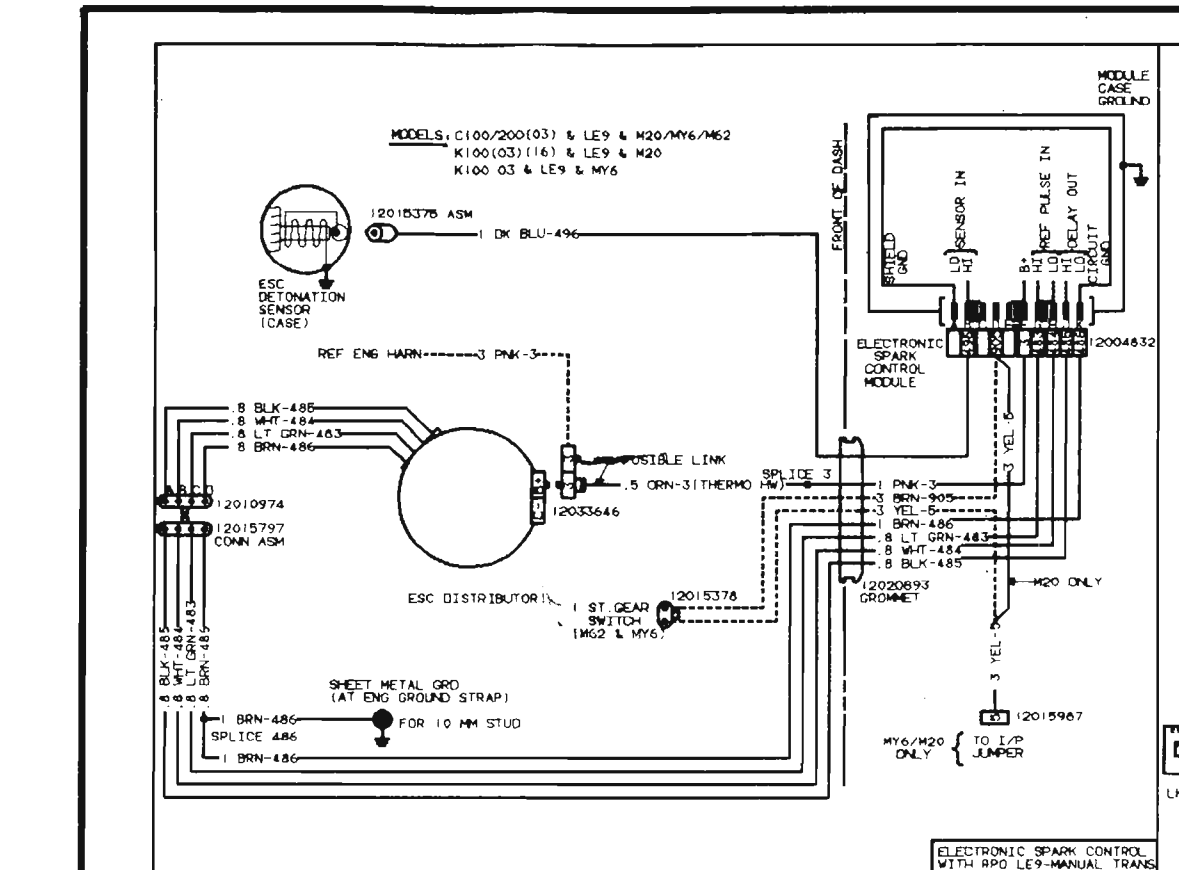 MODULE
CASE
GROUND
MODELS: C100/200(03) & LE9 & M20/MY6/M62
K100(03)(16) & LE9 & M20
K100 03 & LE9 & MY6
FRONT OF DASH
12015375 ASM
1 DK BLU-496
ESC
DETONATION
SENSOR
(CASE)
SHIELD
GND
LO
HI
SENSOR IN
B+
HI
LO
REF PULSE IN
HI
LO
DELAY OUT
CIRCUIT
GND
ELECTRONIC
SPARK
CONTROL
MODULE
12004832
REF ENG HARN
3 PNK-3
.8 BLK-485
.8 WHT-484
.8 LT GRN-483
.8 BRN-486
FUSIBLE LINK
B+
C-
3
.5 ORN-3(THERMO HW)
SPLICE 3
12033646
A B C D
12010974
12015797
CONN ASM
1 PNK-3
3 BRN-905
3 YEL-5
1 BRN-486
.8 LT GRN-483
.8 WHT-484
.8 BLK-485
3 YEL-5
M20 ONLY
12020893
GROMMET
ESC DISTRIBUTOR
1 ST.GEAR
SWITCH
(M62 & MY6)
12015378
.8 BLK-485
.8 WHT-484
.8 LT GRN-483
.8 BRN-485
3 YEL-5
SHEET METAL GRD
(AT ENG GROUND STRAP)
FOR 10 MM STUD
1 BRN-486
SPLICE 486
1 BRN-486
12015987
MY6/M20
ONLY
TO I/P
JUMPER
ELECTRONIC SPARK CONTROL
WITH RPO LE9-MANUAL TRANS